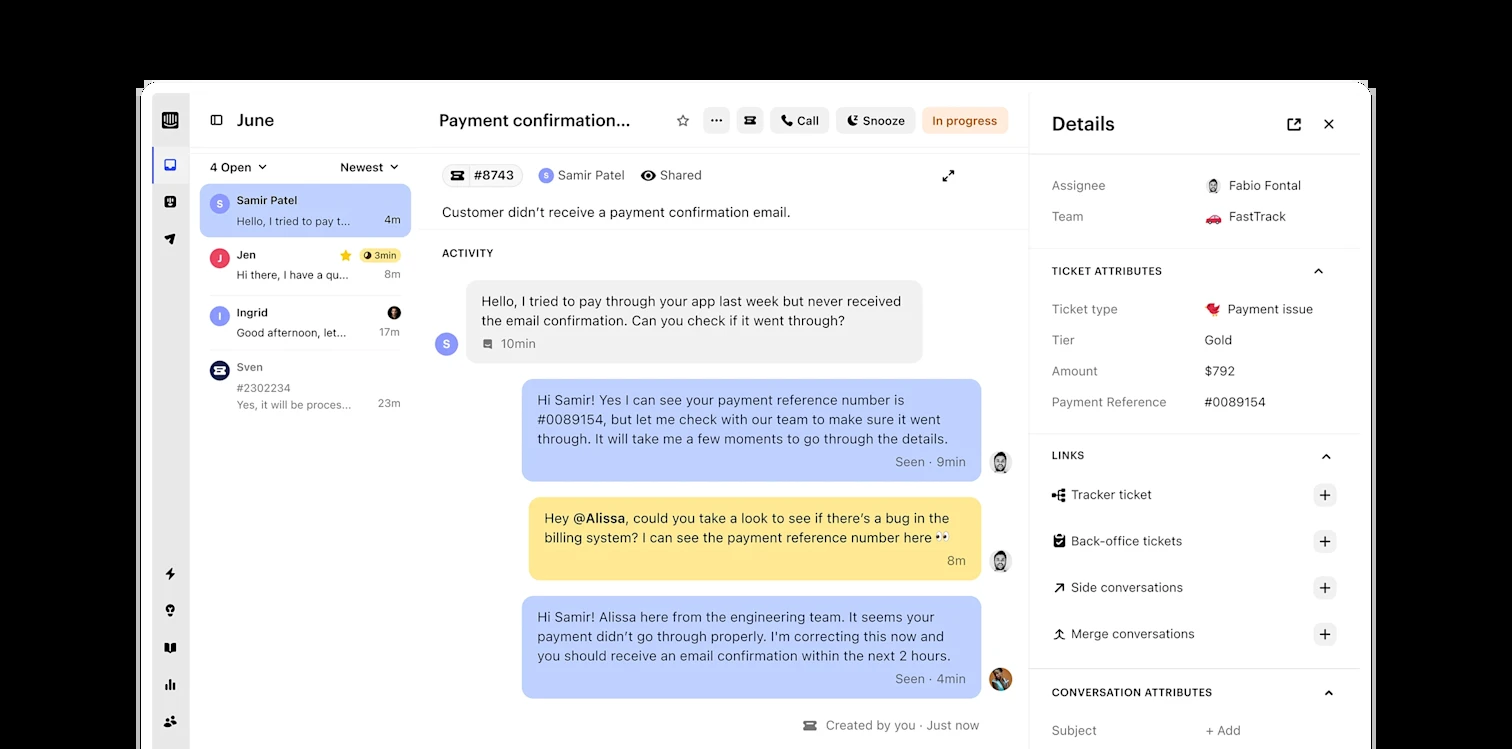 June
4 Open
Newest
S
Samir Patel
Hello, I tried to pay t...
4m
J
Jen
3min
Hi there, I have a qu...
8m
I
Ingrid
Good afternoon, let...
17m
Sven
#2302234
Yes, it will be proces...
23m
Payment confirmation...
Call
Snooze
In progress
#8743
S
Samir Patel
Shared
Customer didn’t receive a payment confirmation email.
ACTIVITY
Hello, I tried to pay through your app last week but never received
the email confirmation. Can you check if it went through?
10min
S
Hi Samir! Yes I can see your payment reference number is
#0089154, but let me check with our team to make sure it went
through. It will take me a few moments to go through the details.
Seen · 9min
Hey @Alissa, could you take a look to see if there’s a bug in the
billing system? I can see the payment reference number here 👀
8m
Hi Samir! Alissa here from the engineering team. It seems your
payment didn’t go through properly. I'm correcting this now and
you should receive an email confirmation within the next 2 hours.
Seen · 4min
Created by you · Just now
Details
Assignee
Fabio Fontal
Team
FastTrack
TICKET ATTRIBUTES
Ticket type
Payment issue
Tier
Gold
Amount
$792
Payment Reference
#0089154
LINKS
Tracker ticket
Back-office tickets
Side conversations
Merge conversations
CONVERSATION ATTRIBUTES
Subject
+ Add